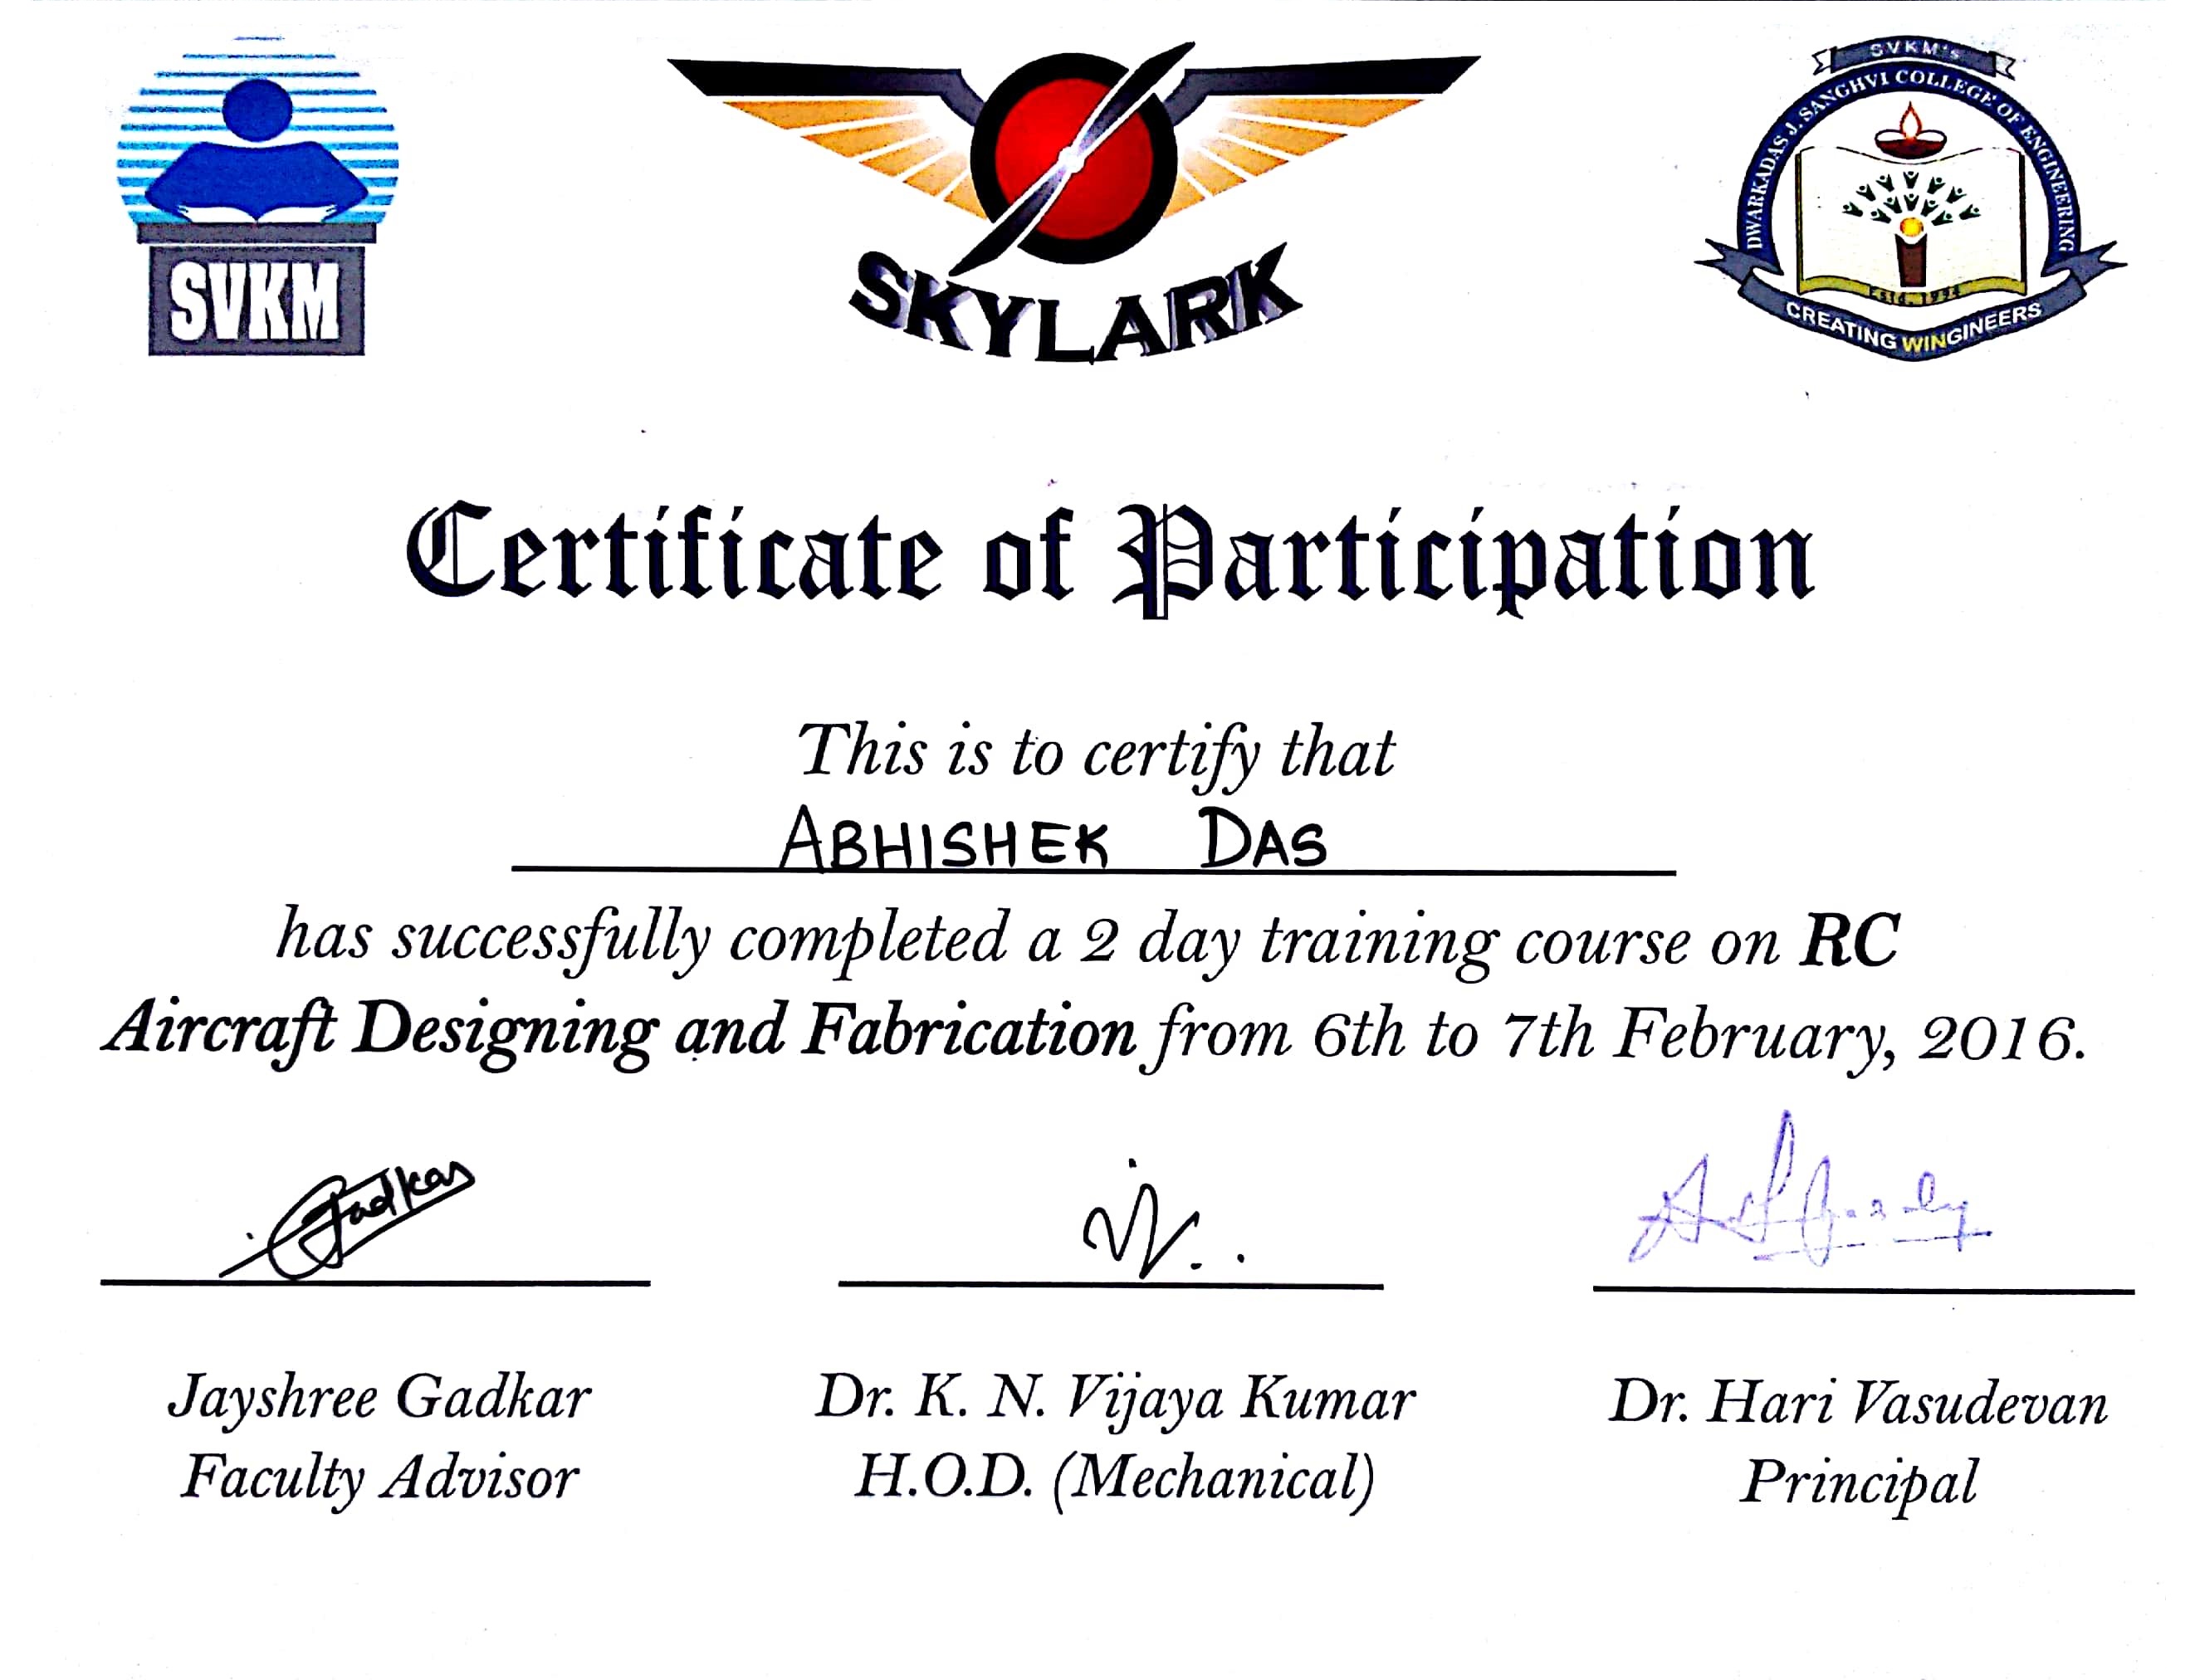 SVKM
SKYLARK
SVKM's
DWARKADAS J. SANGHVI COLLEGE OF ENGINEERING
Estd. 1994
CREATING WINGINEERS
Certificate of Participation
This is to certify that
ABHISHEK DAS
has successfully completed a 2 day training course on RC
Aircraft Designing and Fabrication from 6th to 7th February, 2016.
Gadkar
Jayshree Gadkar
Faculty Advisor
Dr. K. N. Vijaya Kumar
H.O.D. (Mechanical)
Dr. Hari Vasudevan
Principal